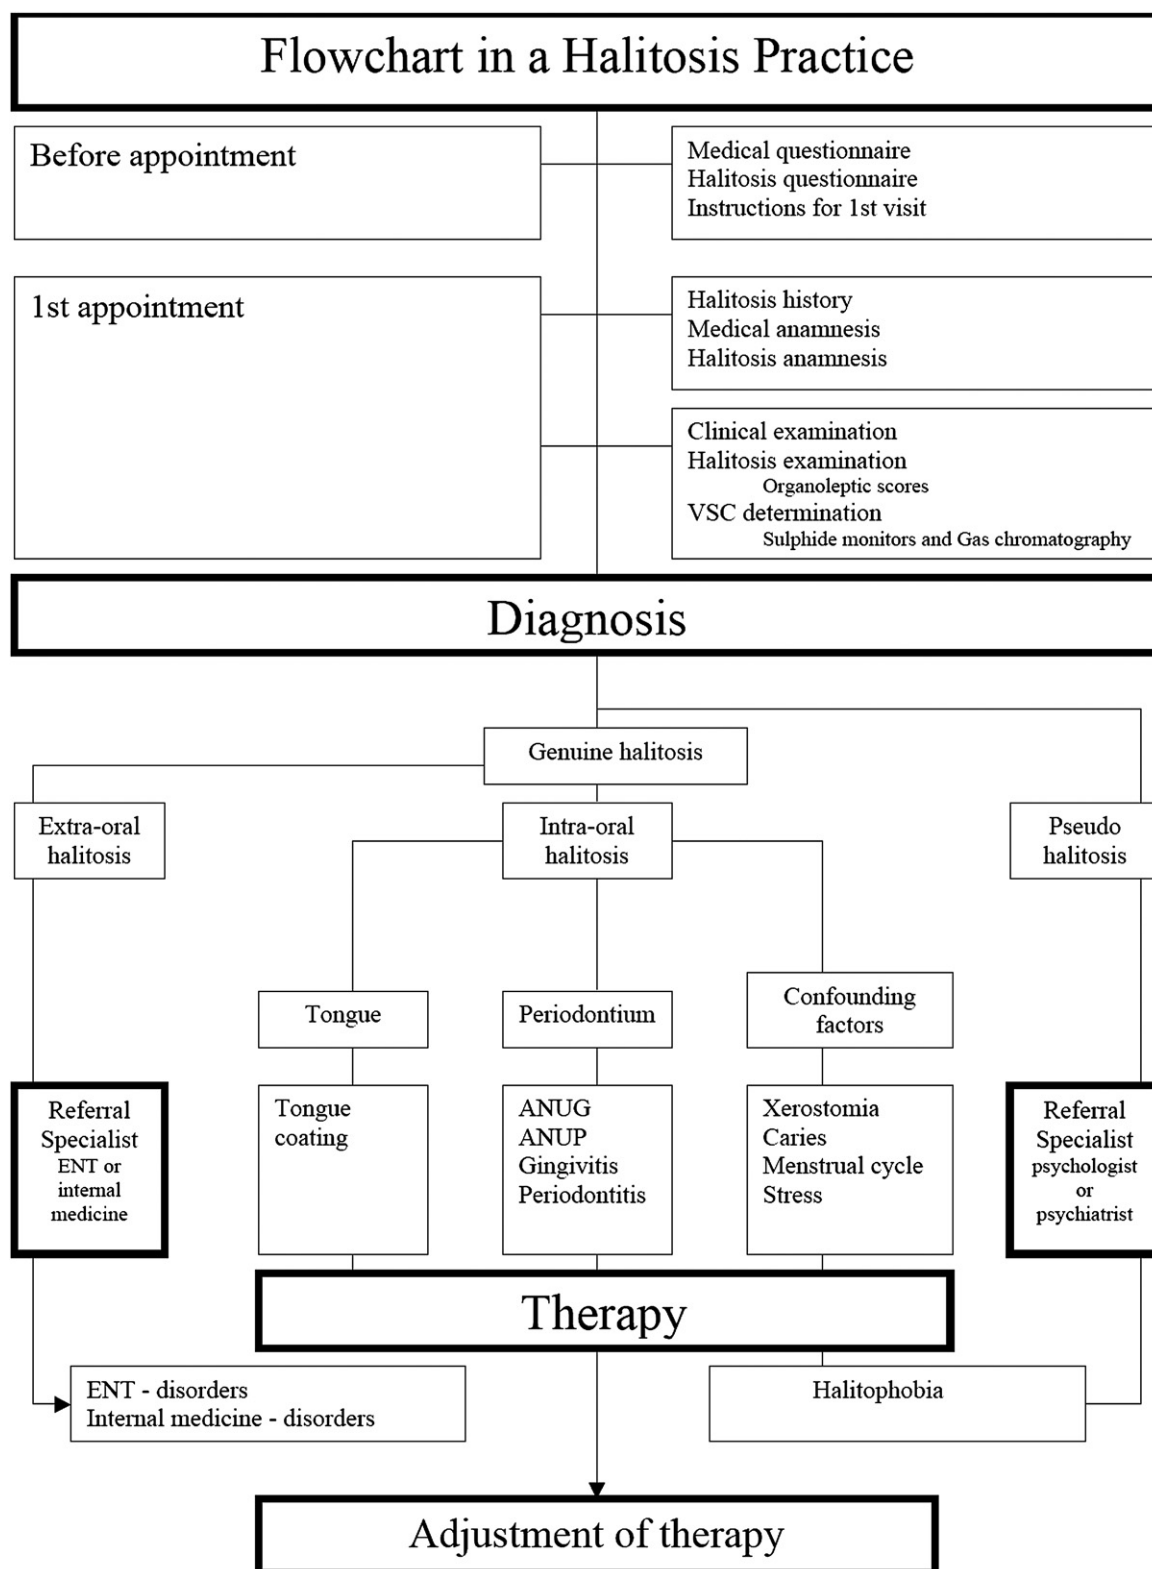 Flowchart in a Halitosis Practice
Before appointment
Medical questionnaire
Halitosis questionnaire
Instructions for 1st visit
1st appointment
Halitosis history
Medical anamnesis
Halitosis anamnesis
Clinical examination
Halitosis examination
Organoleptic scores
VSC determination
Sulphide monitors and Gas chromatography
Diagnosis
Genuine halitosis
Extra-oral
halitosis
Intra-oral
halitosis
Pseudo
halitosis
Tongue
Periodontium
Confounding
factors
Referral
Specialist
ENT or
internal
medicine
Tongue
coating
ANUG
ANUP
Gingivitis
Periodontitis
Xerostomia
Caries
Menstrual cycle
Stress
Referral
Specialist
psychologist
or
psychiatrist
Therapy
ENT - disorders
Internal medicine - disorders
Halitophobia
Adjustment of therapy